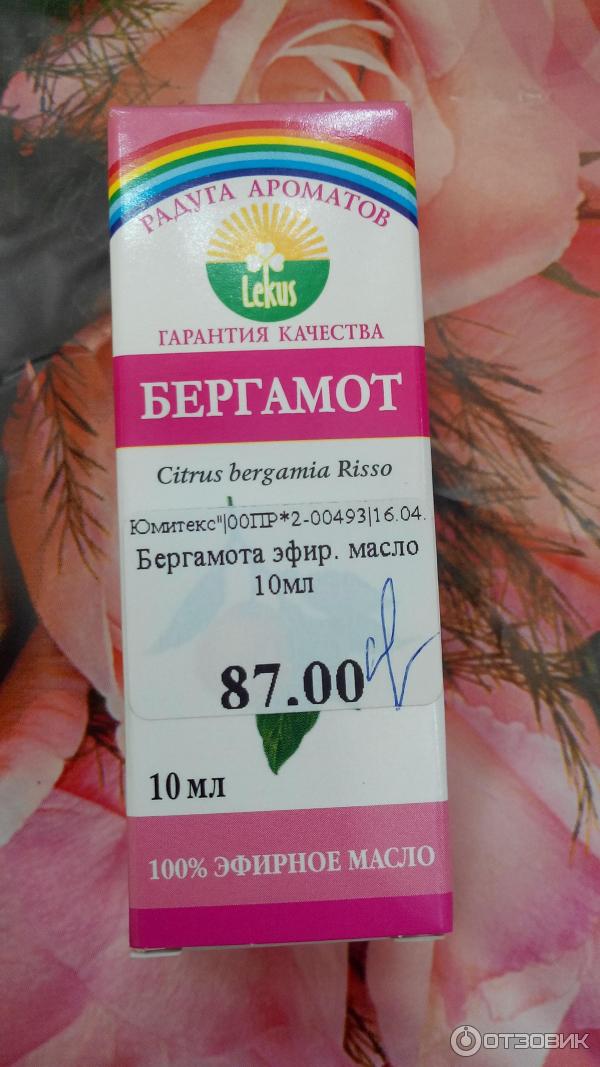 РАДУГА АРОМАТОВ
Lekus
ГАРАНТИЯ КАЧЕСТВА
БЕРГАМОТ
Citrus bergamia Risso
Юмитекс"|00ПР*2-00493|16.04.
Бергамота эфир. масло
10мл
87.00
10 мл
100% ЭФИРНОЕ МАСЛО
ОТЗОВИК